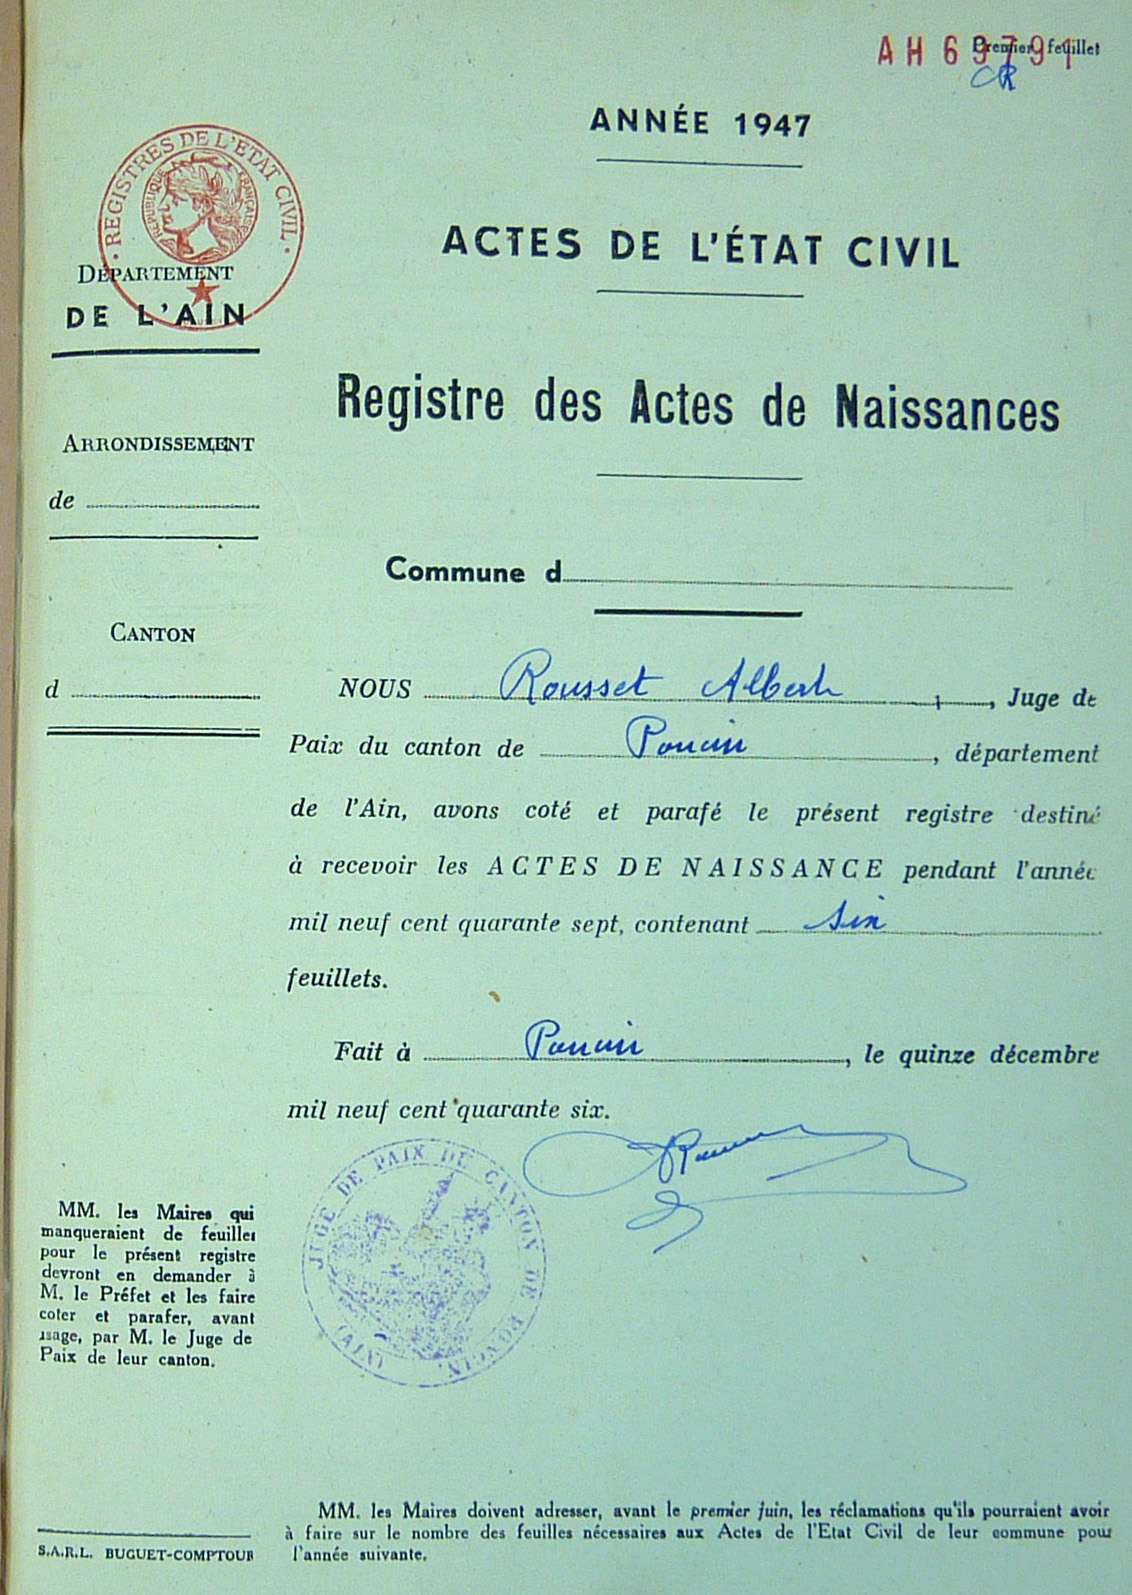 AH 69791
Premier feuillet
CR
ANNÉE 1947
REGISTRES DE L'ETAT CIVIL
REPUBLIQUE FRANÇAISE
ACTES DE L'ÉTAT CIVIL
DÉPARTEMENT
DE L'AIN
Registre des Actes de Naissances
ARRONDISSEMENT
de
Commune d
CANTON
d
NOUS Rousset Albert, Juge de
Paix du canton de Poncin, département
de l'Ain, avons coté et parafé le présent registre destiné
à recevoir les ACTES DE NAISSANCE pendant l'année
mil neuf cent quarante sept, contenant six
feuillets.
Fait à Poncin, le quinze décembre
mil neuf cent quarante six.
JUGE DE PAIX DU CANTON DE PONCIN.
(AIN)
MM. les Maires qui
manqueraient de feuilles
pour le présent registre
devront en demander à
M. le Préfet et les faire
coter et parafer, avant
usage, par M. le Juge de
Paix de leur canton.
MM. les Maires doivent adresser, avant le premier juin, les réclamations qu'ils pourraient avoir
à faire sur le nombre des feuilles nécessaires aux Actes de l'Etat Civil de leur commune pour
l'année suivante.
S.A.R.L. BUGUET-COMPTOUR